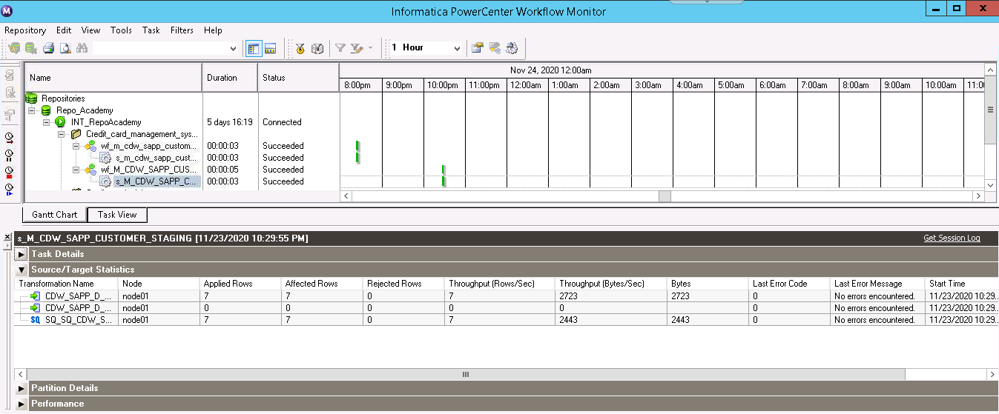 Informatica PowerCenter Workflow Monitor
Repository Edit View Tools Task Filters Help
1 Hour
Name Duration Status Nov 24, 2020 12:00am
8:00pm 9:00pm 10:00pm 11:00pm 12:00am 1:00am 2:00am 3:00am 4:00am 5:00am 6:00am 7:00am 8:00am 9:00am 10:00am 11:00
Repositories
Repo_Academy
INT_RepoAcademy 5 days 16:19 Connected
Credit_card_management_sys...
wf_m_cdw_sapp_custom... 00:00:03 Succeeded
s_m_cdw_sapp_cust... 00:00:03 Succeeded
wf_M_CDW_SAPP_CUS... 00:00:05 Succeeded
s_M_CDW_SAPP_C... 00:00:03 Succeeded
Gantt Chart Task View
s_M_CDW_SAPP_CUSTOMER_STAGING [11/23/2020 10:29:55 PM] Get Session Log
Task Details
Source/Target Statistics
Transformation Name Node Applied Rows Affected Rows Rejected Rows Throughput (Rows/Sec) Throughput (Bytes/Sec) Bytes Last Error Code Last Error Message Start Time
CDW_SAPP_D_... node01 7 7 0 7 2723 2723 0 No errors encountered. 11/23/2020 10:29..
CDW_SAPP_D_... node01 0 0 0 0 0 0 No errors encountered. 11/23/2020 10:29..
SQ SQ_SQ_CDW_S... node01 7 7 0 7 2443 2443 0 No errors encountered. 11/23/2020 10:29..
Partition Details
Performance